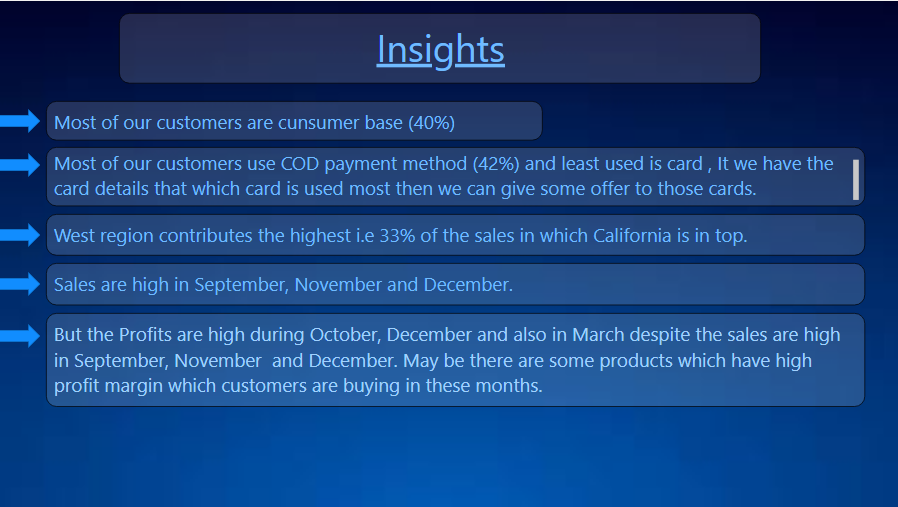 Insights
Most of our customers are cunsumer base (40%)
Most of our customers use COD payment method (42%) and least used is card , It we have the
card details that which card is used most then we can give some offer to those cards.
West region contributes the highest i.e 33% of the sales in which California is in top.
Sales are high in September, November and December.
But the Profits are high during October, December and also in March despite the sales are high
in September, November  and December. May be there are some products which have high
profit margin which customers are buying in these months.